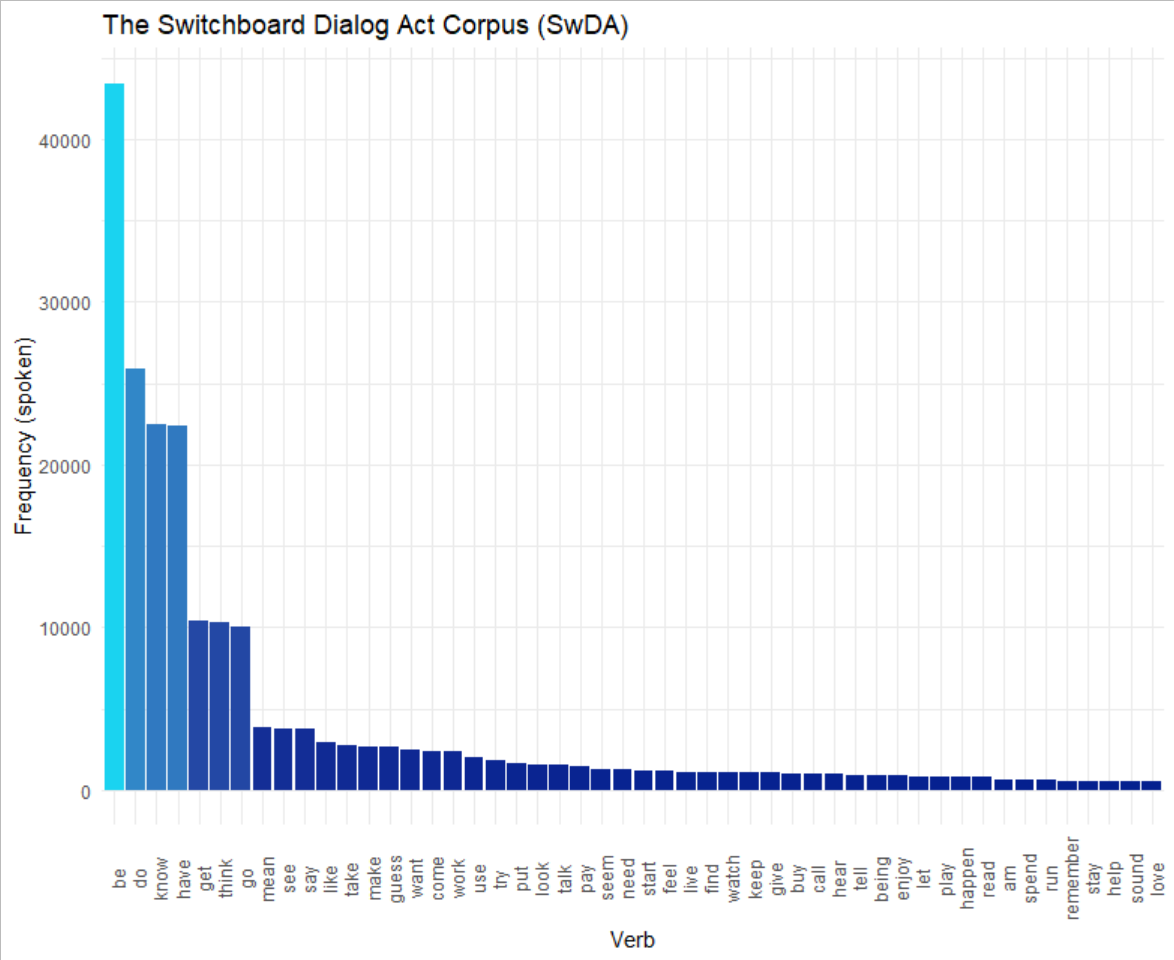 The Switchboard Dialog Act Corpus (SwDA)
Frequency (spoken)
40000
30000
20000
10000
0
be
do
know
have
get
think
go
mean
see
say
like
take
make
guess
want
come
work
use
try
put
look
talk
pay
seem
need
start
feel
live
find
watch
keep
give
buy
call
hear
tell
being
enjoy
let
play
happen
read
am
spend
run
remember
stay
help
sound
love
Verb